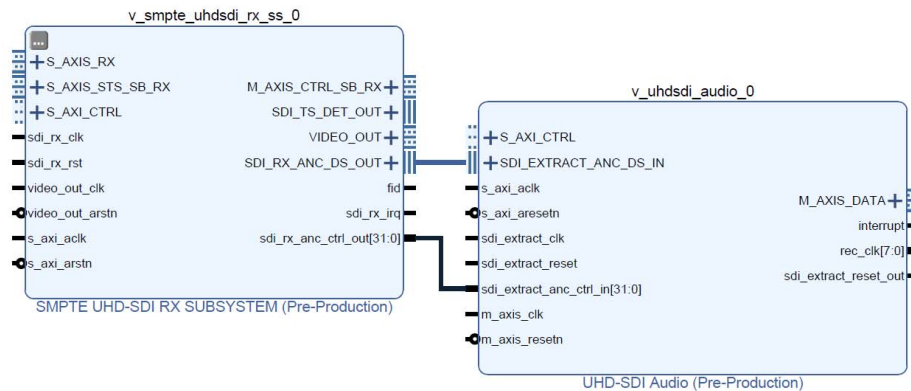 v_smpte_uhdsdi_rx_ss_0
...
S_AXIS_RX
S_AXIS_STS_SB_RX
S_AXI_CTRL
sdi_rx_clk
sdi_rx_rst
video_out_clk
video_out_arstn
s_axi_aclk
s_axi_arstn
M_AXIS_CTRL_SB_RX
SDI_TS_DET_OUT
VIDEO_OUT
SDI_RX_ANC_DS_OUT
fid
sdi_rx_irq
sdi_rx_anc_ctrl_out[31:0]
SMPTE UHD-SDI RX SUBSYSTEM (Pre-Production)
v_uhdsdi_audio_0
S_AXI_CTRL
SDI_EXTRACT_ANC_DS_IN
s_axi_aclk
s_axi_aresetn
sdi_extract_clk
sdi_extract_reset
sdi_extract_anc_ctrl_in[31:0]
m_axis_clk
m_axis_resetn
M_AXIS_DATA
interrupt
rec_clk[7:0]
sdi_extract_reset_out
UHD-SDI Audio (Pre-Production)